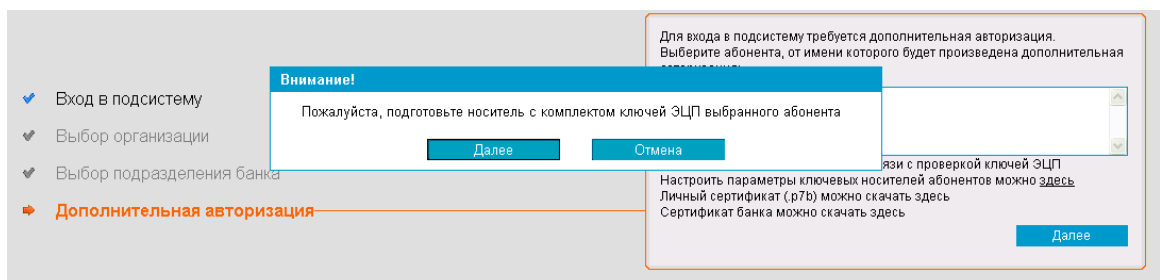 Для входа в подсистему требуется дополнительная авторизация.
Выберите абонента, от имени которого будет произведена дополнительная
Внимание!
Пожалуйста, подготовьте носитель с комплектом ключей ЭЦП выбранного абонента
Далее
Отмена
Вход в подсистему
Выбор организации
Выбор подразделения банка
Дополнительная авторизация
с проверкой ключей ЭЦП
Настроить параметры ключевых носителей абонентов можно здесь
Личный сертификат (.p7b) можно скачать здесь
Сертификат банка можно скачать здесь
Далее